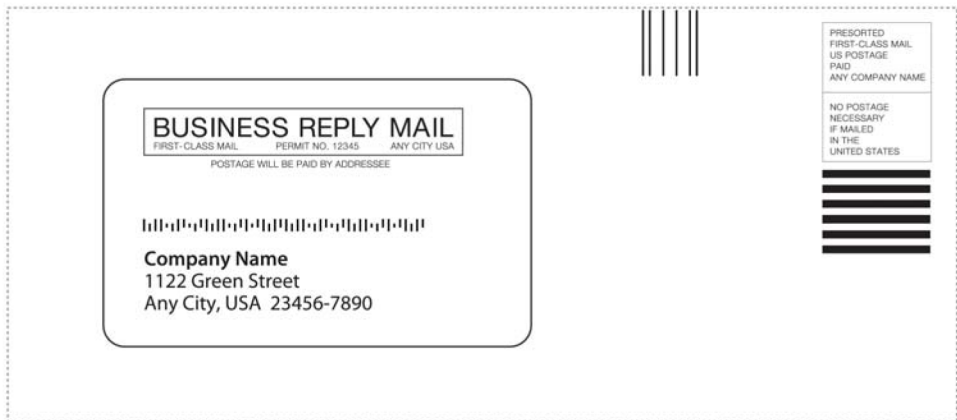 PRESORTED
FIRST-CLASS MAIL
US POSTAGE
PAID
ANY COMPANY NAME
NO POSTAGE
NECESSARY
IF MAILED
IN THE
UNITED STATES
BUSINESS REPLY MAIL
FIRST-CLASS MAIL PERMIT NO. 12345 ANY CITY USA
POSTAGE WILL BE PAID BY ADDRESSEE
Company Name
1122 Green Street
Any City, USA 23456-7890